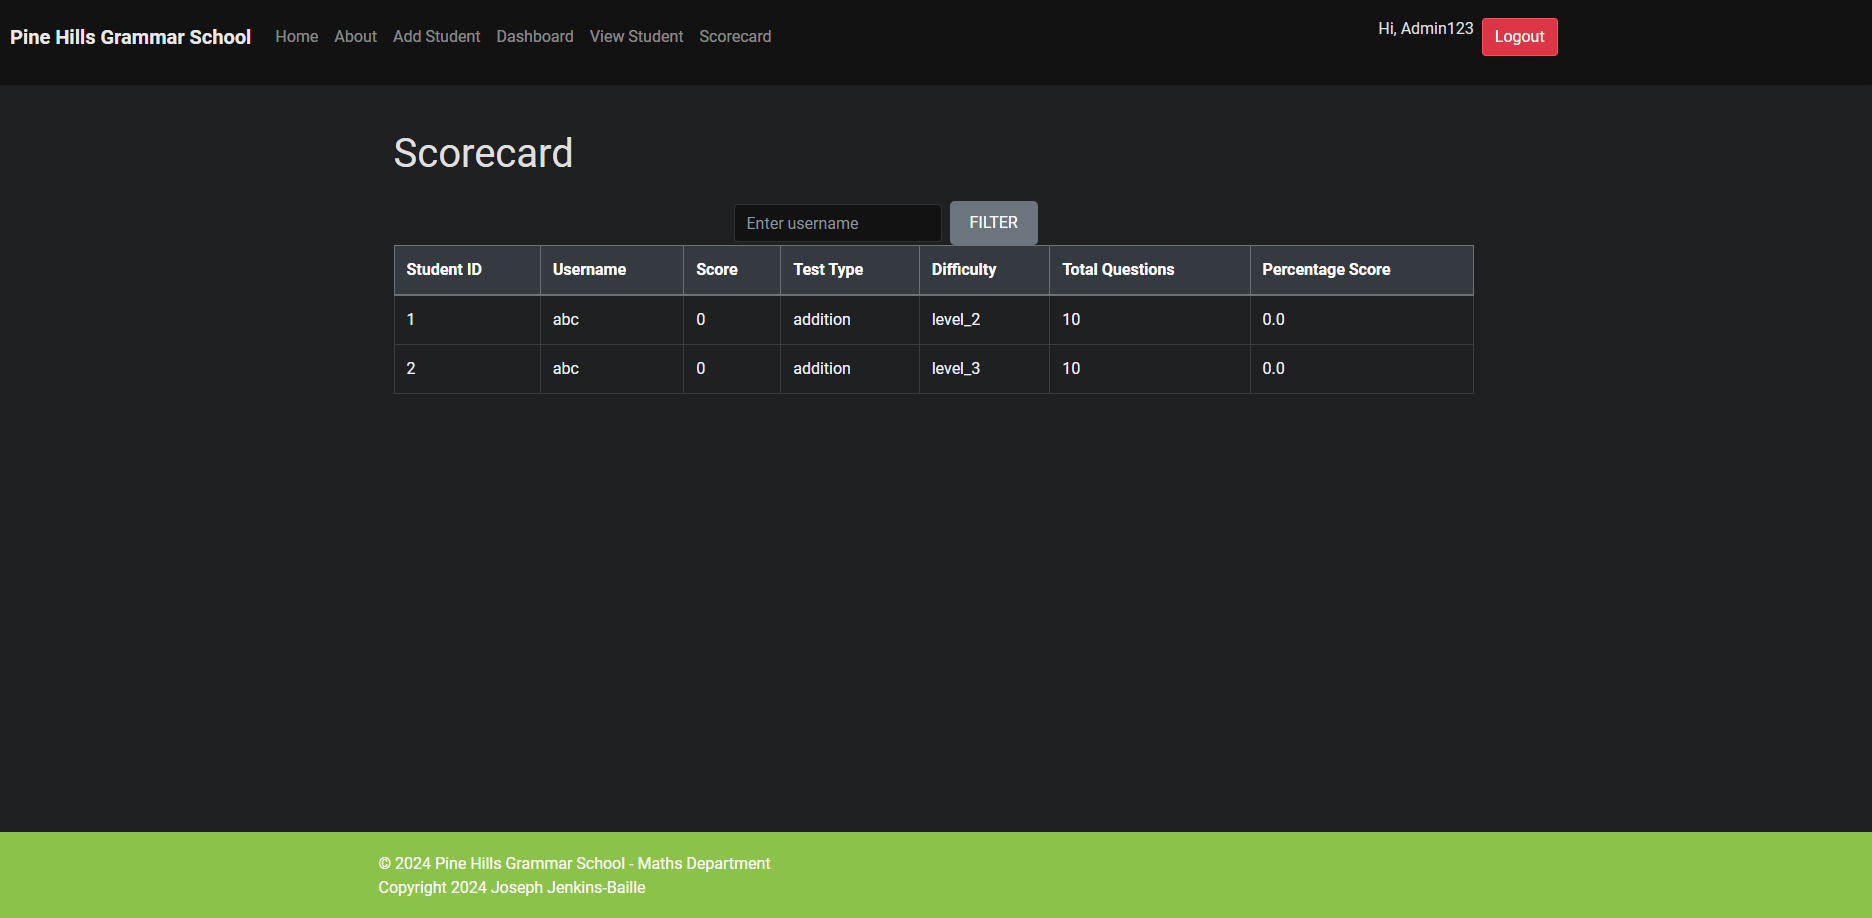 Pine Hills Grammar School Home About Add Student Dashboard View Student Scorecard Hi, Admin123 Logout
Scorecard
Enter username FILTER
Student ID Username Score Test Type Difficulty Total Questions Percentage Score
1 abc 0 addition level_2 10 0.0
2 abc 0 addition level_3 10 0.0
© 2024 Pine Hills Grammar School - Maths Department
Copyright 2024 Joseph Jenkins-Baille